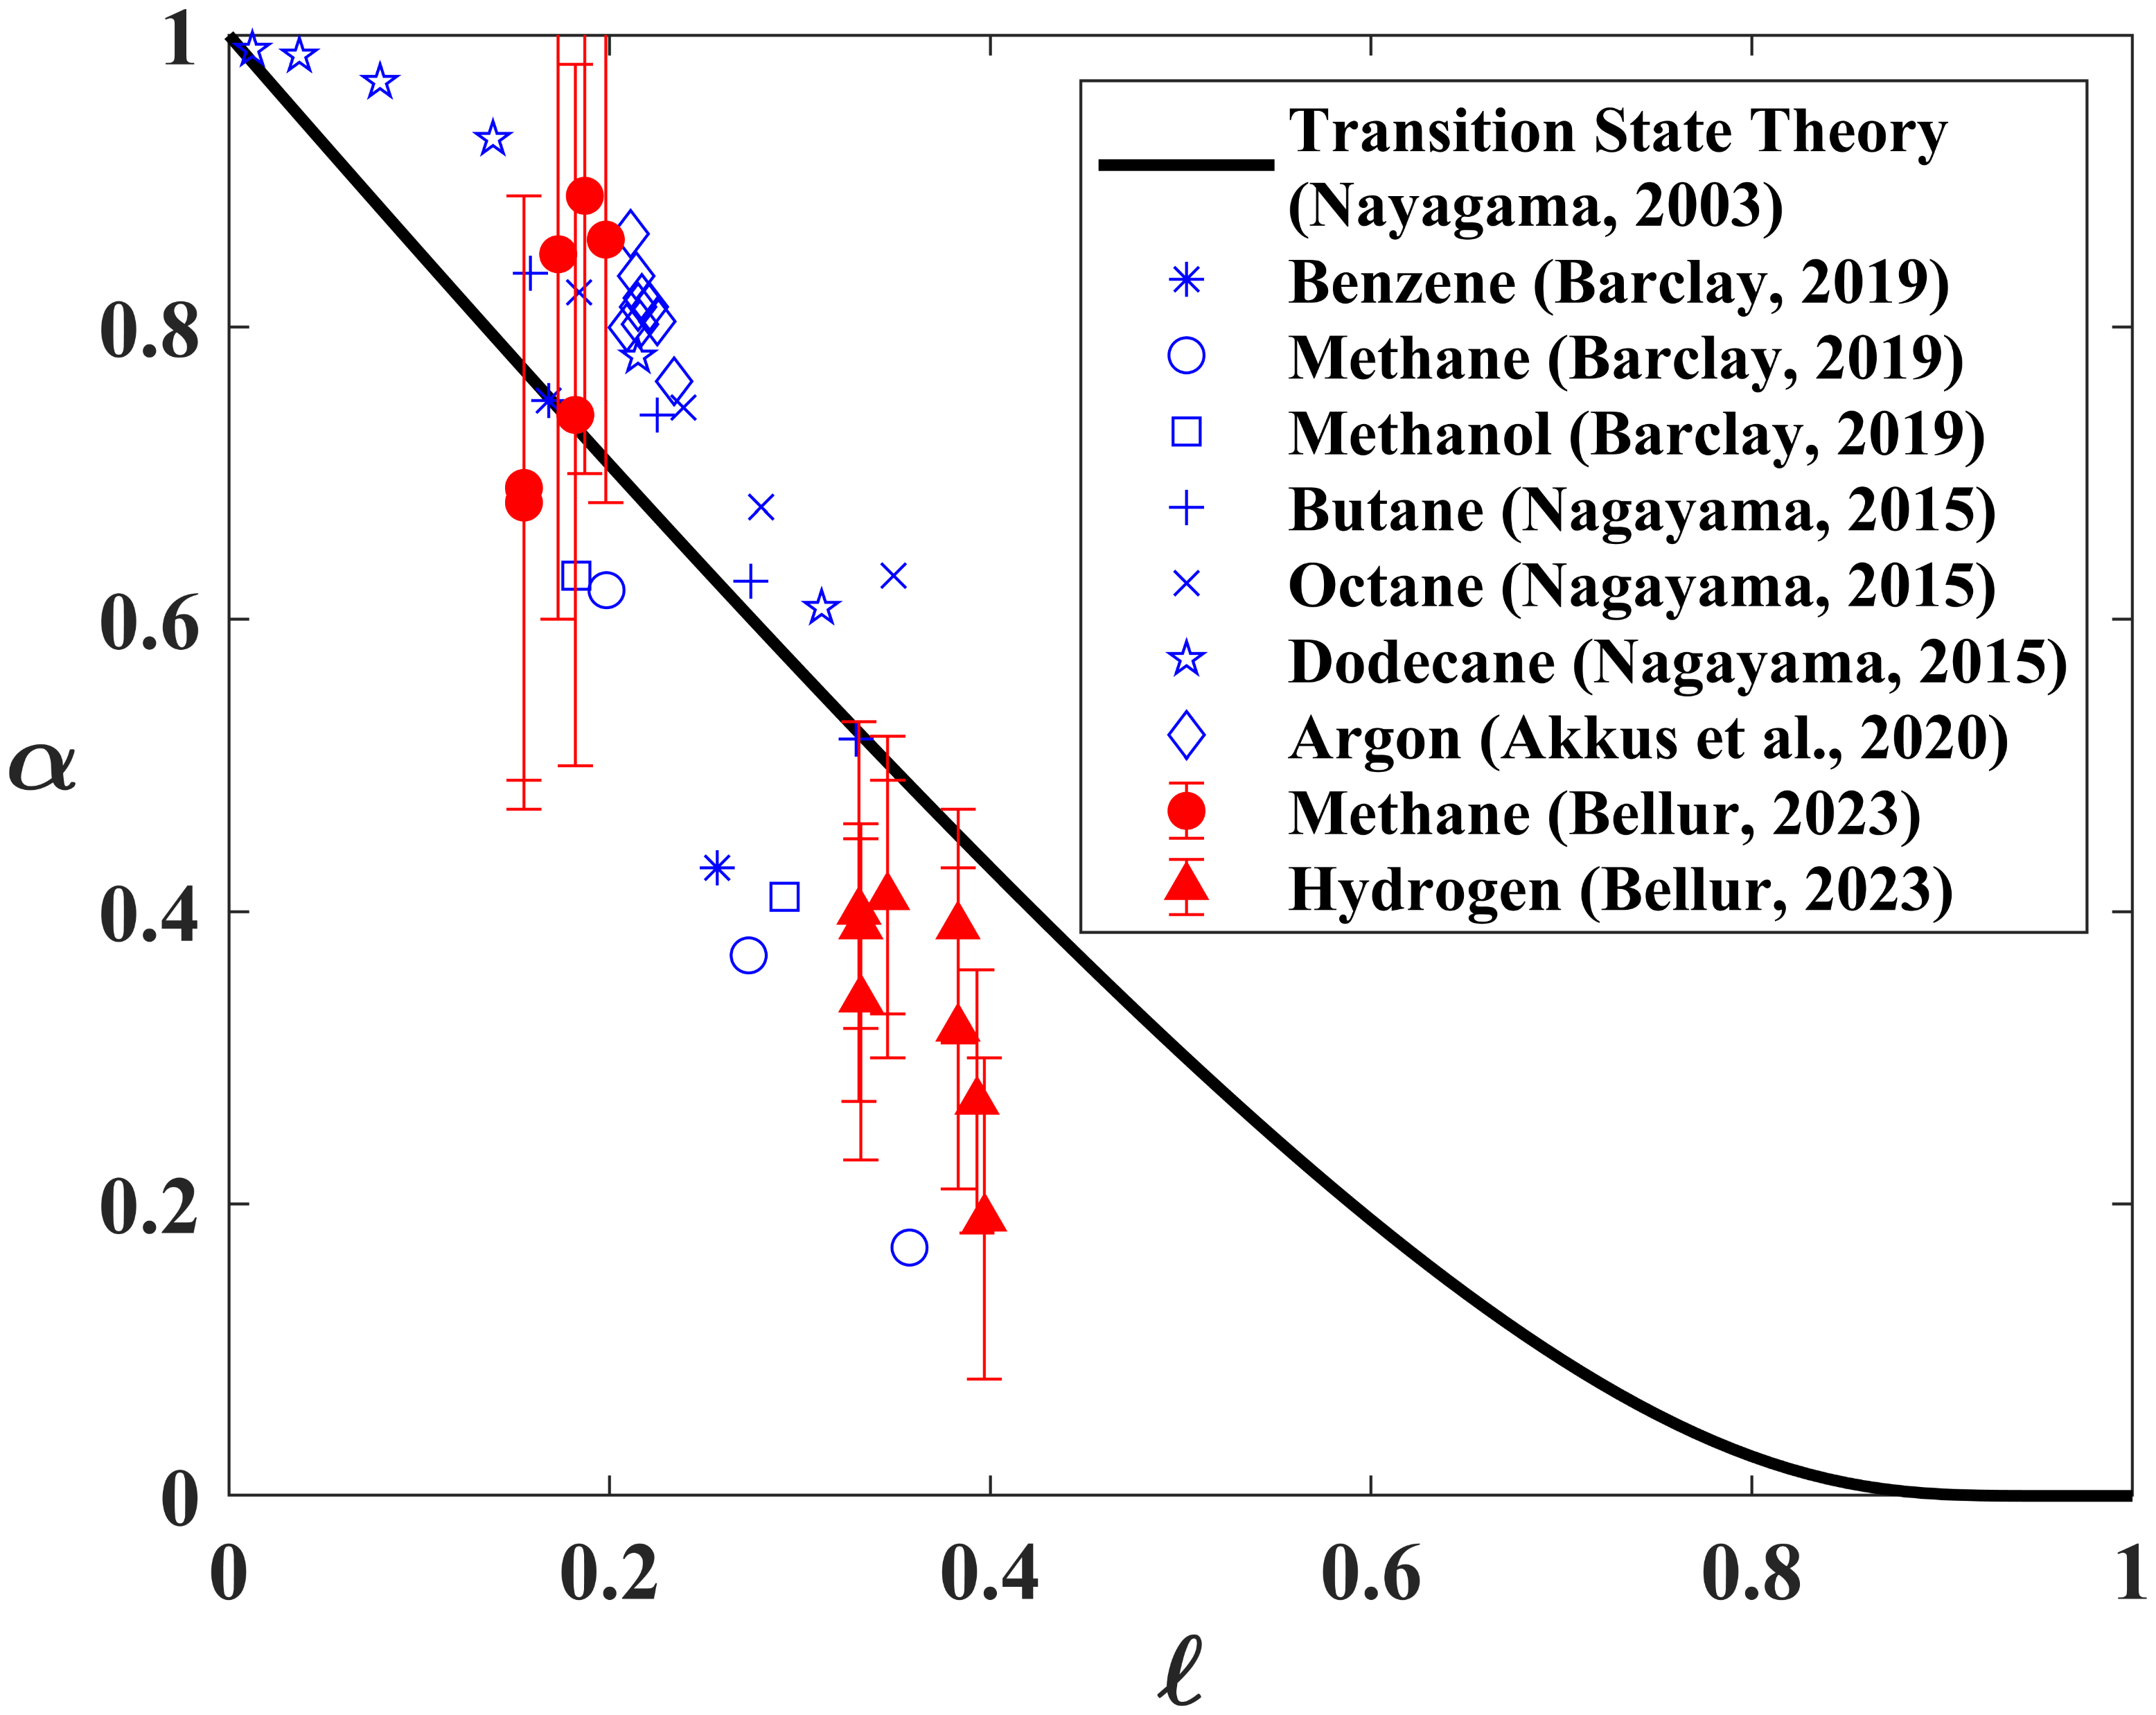 1
0.8
0.6
α
0.4
0.2
0
0
0.2
0.4
0.6
0.8
1
ℓ
Transition State Theory
(Nayagama, 2003)
Benzene (Barclay, 2019)
Methane (Barclay, 2019)
Methanol (Barclay, 2019)
Butane (Nagayama, 2015)
Octane (Nagayama, 2015)
Dodecane (Nagayama, 2015)
Argon (Akkus et al., 2020)
Methane (Bellur, 2023)
Hydrogen (Bellur, 2023)